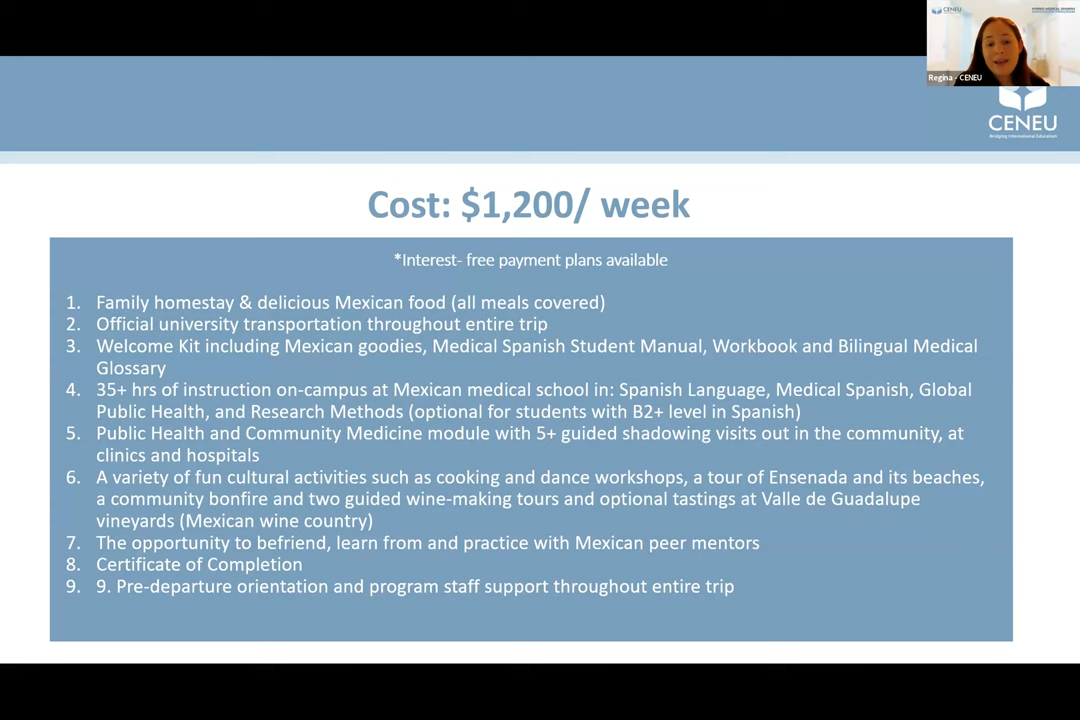 CENEU
Regina - CENEU
CENEU
Bridging International Education
Cost: $1,200/ week
*Interest- free payment plans available
1. Family homestay & delicious Mexican food (all meals covered)
2. Official university transportation throughout entire trip
3. Welcome Kit including Mexican goodies, Medical Spanish Student Manual, Workbook and Bilingual Medical
Glossary
4. 35+ hrs of instruction on-campus at Mexican medical school in: Spanish Language, Medical Spanish, Global
Public Health, and Research Methods (optional for students with B2+ level in Spanish)
5. Public Health and Community Medicine module with 5+ guided shadowing visits out in the community, at
clinics and hospitals
6. A variety of fun cultural activities such as cooking and dance workshops, a tour of Ensenada and its beaches,
a community bonfire and two guided wine-making tours and optional tastings at Valle de Guadalupe
vineyards (Mexican wine country)
7. The opportunity to befriend, learn from and practice with Mexican peer mentors
8. Certificate of Completion
9. 9. Pre-departure orientation and program staff support throughout entire trip